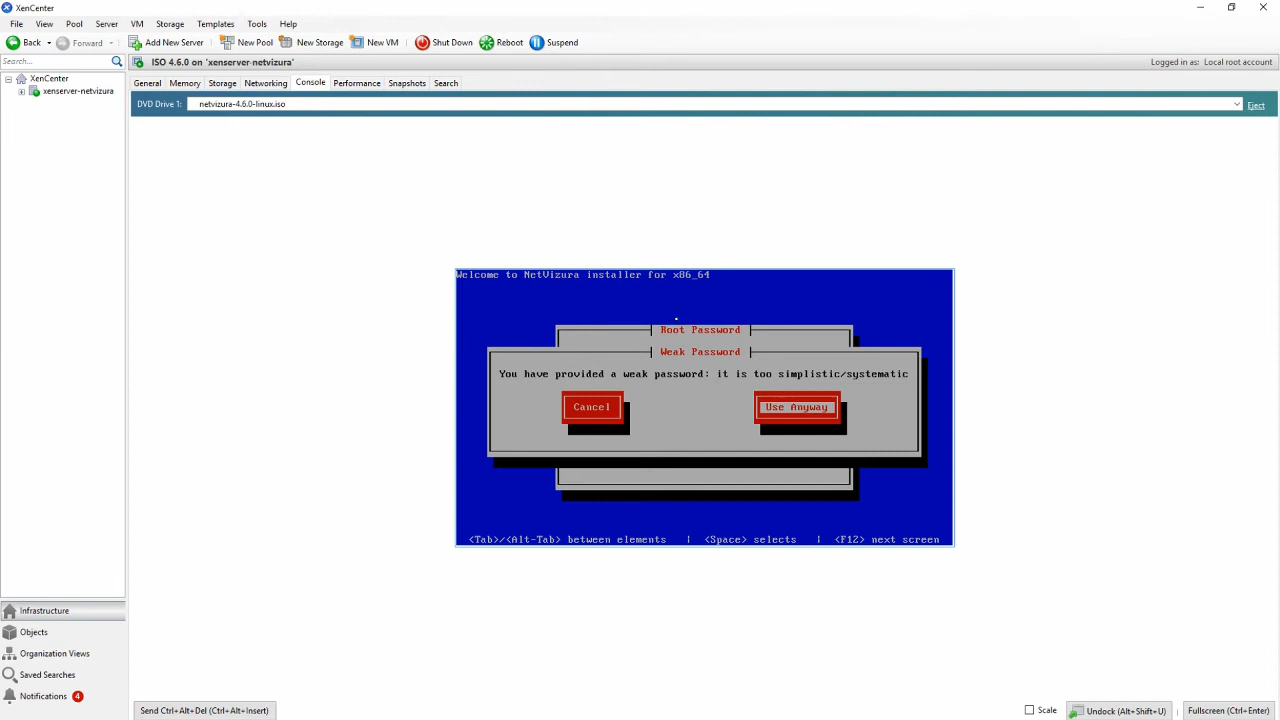 XenCenter
File View Pool Server VM Storage Templates Tools Help
Back Forward Add New Server New Pool New Storage New VM Shut Down Reboot Suspend
Search... ISO 4.6.0 on 'xenserver-netvizura' Logged in as: Local root account
XenCenter
xenserver-netvizura
General Memory Storage Networking Console Performance Snapshots Search
DVD Drive 1: netvizura-4.6.0-linux.iso Eject
Welcome to NetVizura installer for x86_64
Root Password
Weak Password
You have provided a weak password: it is too simplistic/systematic
Cancel Use Anyway
<Tab>/<Alt-Tab> between elements | <Space> selects | <F12> next screen
Infrastructure
Objects
Organization Views
Saved Searches
Notifications 4
Send Ctrl+Alt+Del (Ctrl+Alt+Insert) Scale Undock (Alt+Shift+U) Fullscreen (Ctrl+Enter)